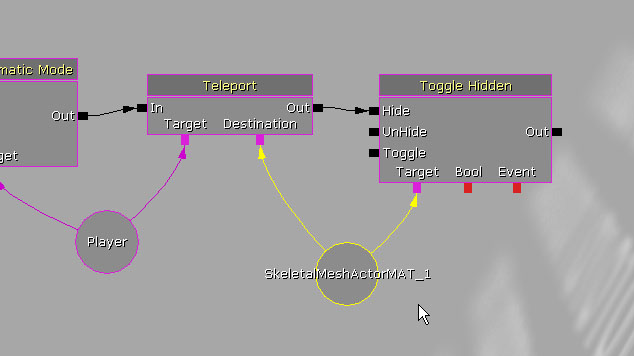 matic Mode
Out
get
Teleport
In
Out
Target
Destination
Toggle Hidden
Hide
UnHide
Out
Toggle
Target
Bool
Event
Player
SkeletalMeshActorMAT_1